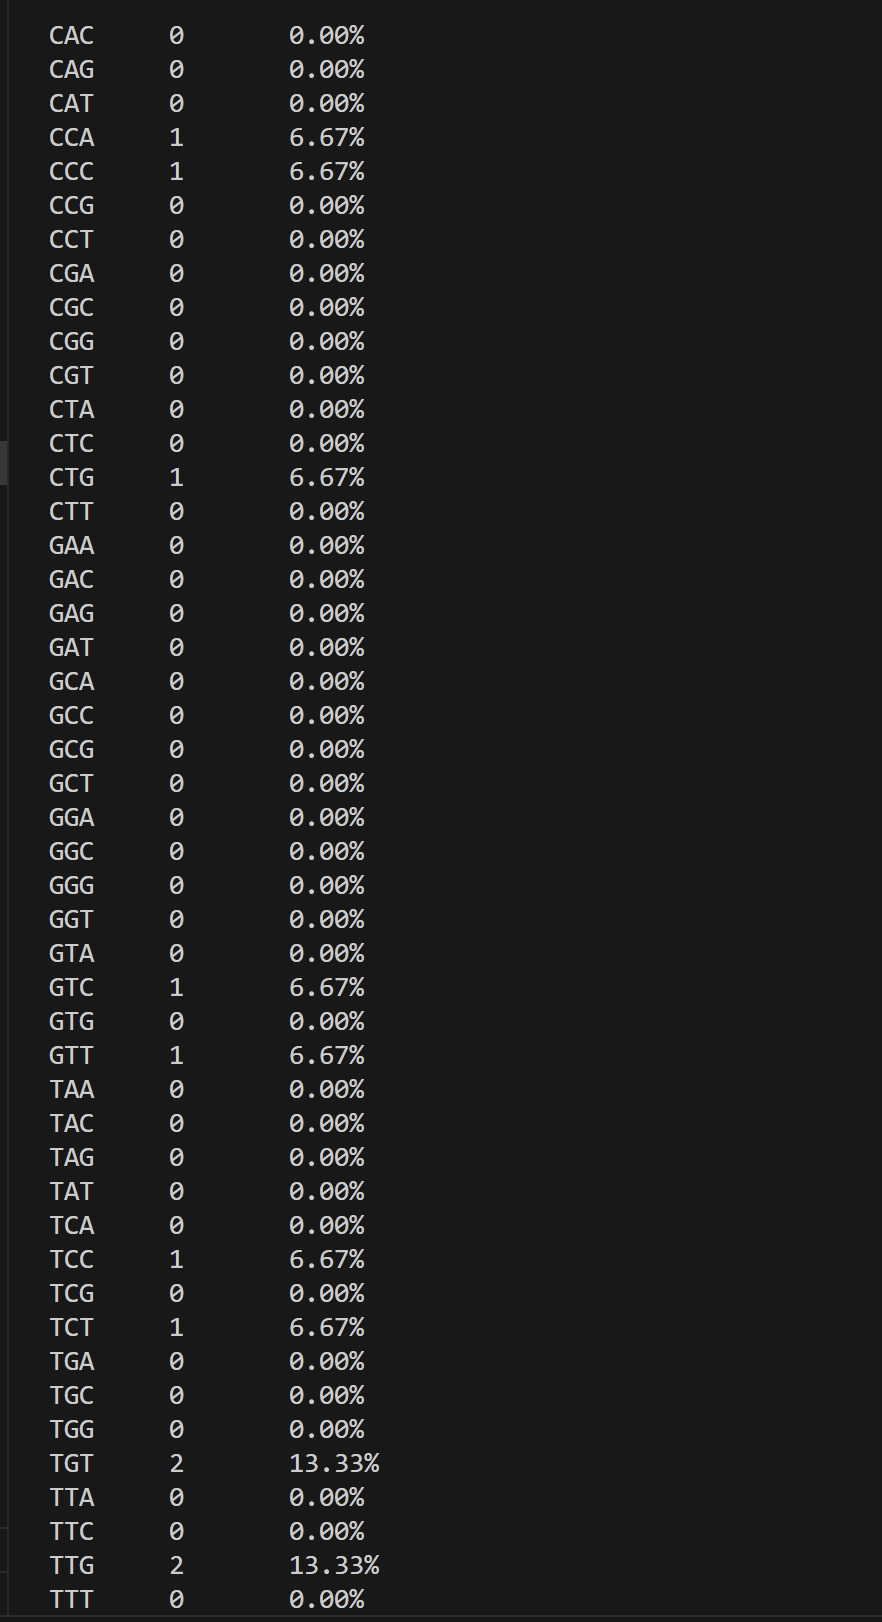 CAC 0 0.00%
CAG 0 0.00%
CAT 0 0.00%
CCA 1 6.67%
CCC 1 6.67%
CCG 0 0.00%
CCT 0 0.00%
CGA 0 0.00%
CGC 0 0.00%
CGG 0 0.00%
CGT 0 0.00%
CTA 0 0.00%
CTC 0 0.00%
CTG 1 6.67%
CTT 0 0.00%
GAA 0 0.00%
GAC 0 0.00%
GAG 0 0.00%
GAT 0 0.00%
GCA 0 0.00%
GCC 0 0.00%
GCG 0 0.00%
GCT 0 0.00%
GGA 0 0.00%
GGC 0 0.00%
GGG 0 0.00%
GGT 0 0.00%
GTA 0 0.00%
GTC 1 6.67%
GTG 0 0.00%
GTT 1 6.67%
TAA 0 0.00%
TAC 0 0.00%
TAG 0 0.00%
TAT 0 0.00%
TCA 0 0.00%
TCC 1 6.67%
TCG 0 0.00%
TCT 1 6.67%
TGA 0 0.00%
TGC 0 0.00%
TGG 0 0.00%
TGT 2 13.33%
TTA 0 0.00%
TTC 0 0.00%
TTG 2 13.33%
TTT 0 0.00%